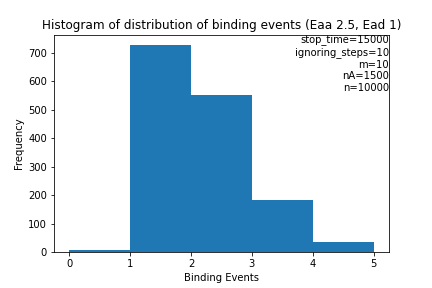 Histogram of distribution of binding events (Eaa 2.5, Ead 1)
stop_time=15000
ignoring_steps=10
m=10
nA=1500
n=10000
700
600
500
400
300
200
100
0
Frequency
0 1 2 3 4 5
Binding Events